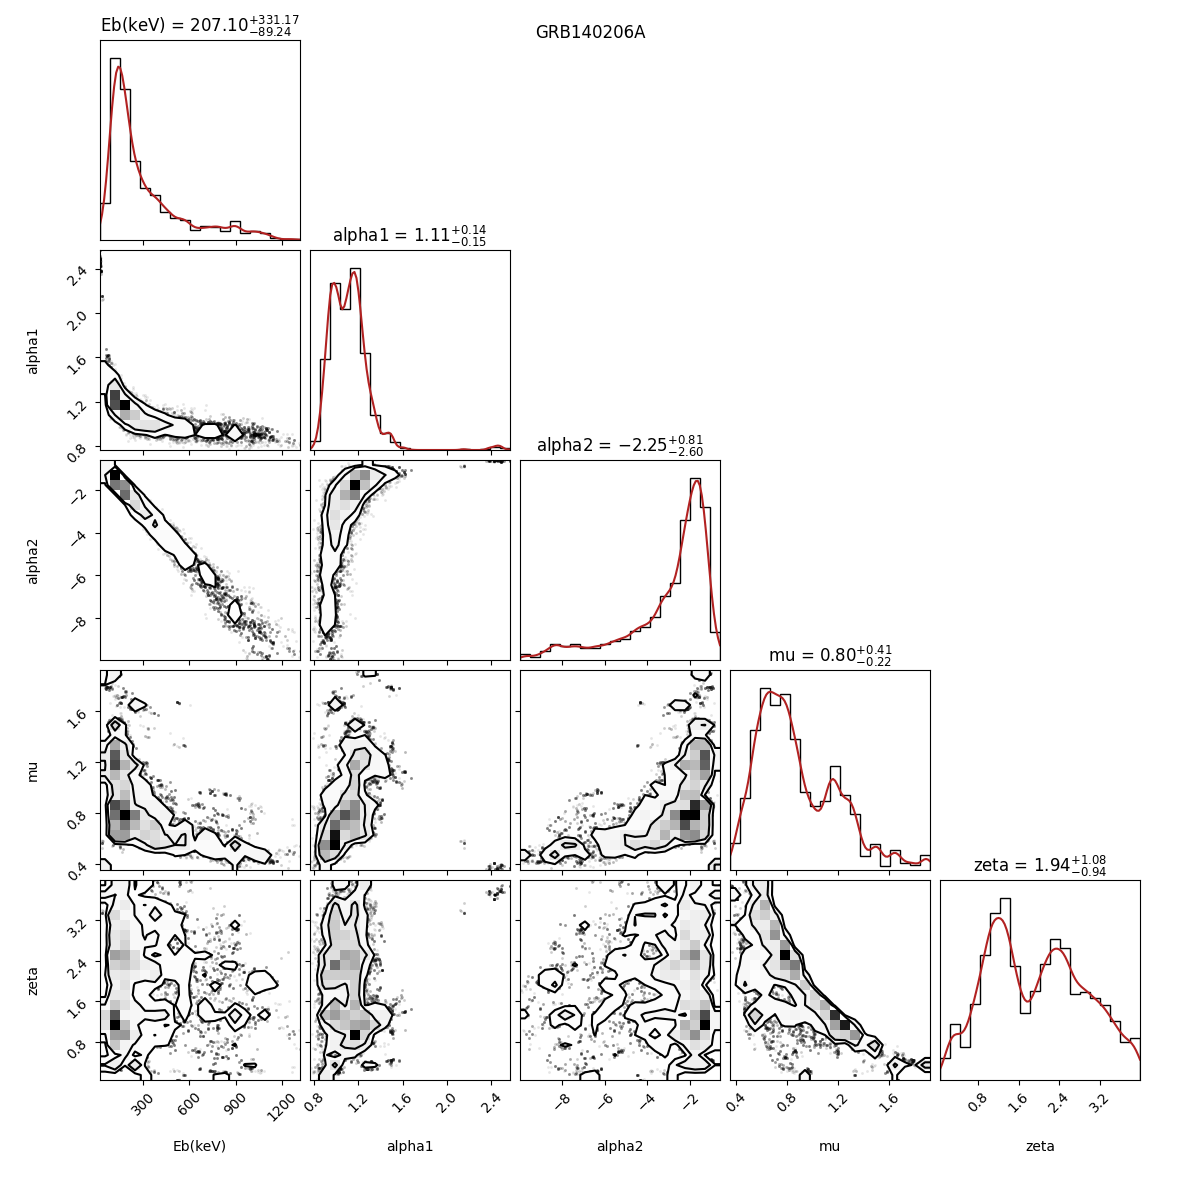 GRB140206A
Eb(keV) = 207.10+331.17−89.24
alpha1 = 1.11+0.14−0.15
alpha2 = −2.25+0.81−2.60
mu = 0.80+0.41−0.22
zeta = 1.94+1.08−0.94
alpha1
2.4
2.0
1.6
1.2
0.8
alpha2
−2
−4
−6
−8
mu
1.6
1.2
0.8
0.4
zeta
3.2
2.4
1.6
0.8
300 600 900 1200
0.8 1.2 1.6 2.0 2.4
−8 −6 −4 −2
0.4 0.8 1.2 1.6
0.8 1.6 2.4 3.2
Eb(keV) alpha1 alpha2 mu zeta